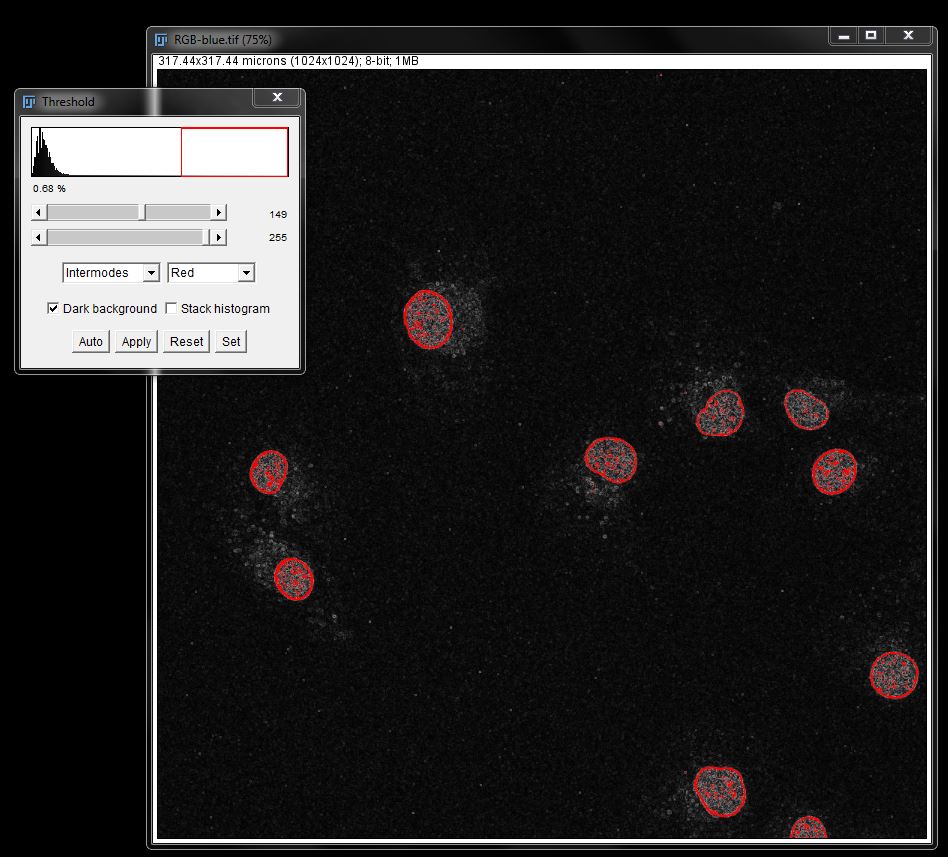 RGB-blue.tif (75%)
317.44x317.44 microns (1024x1024); 8-bit; 1MB
Threshold
0.68 %
149
255
Intermodes Red
Dark background Stack histogram
Auto Apply Reset Set